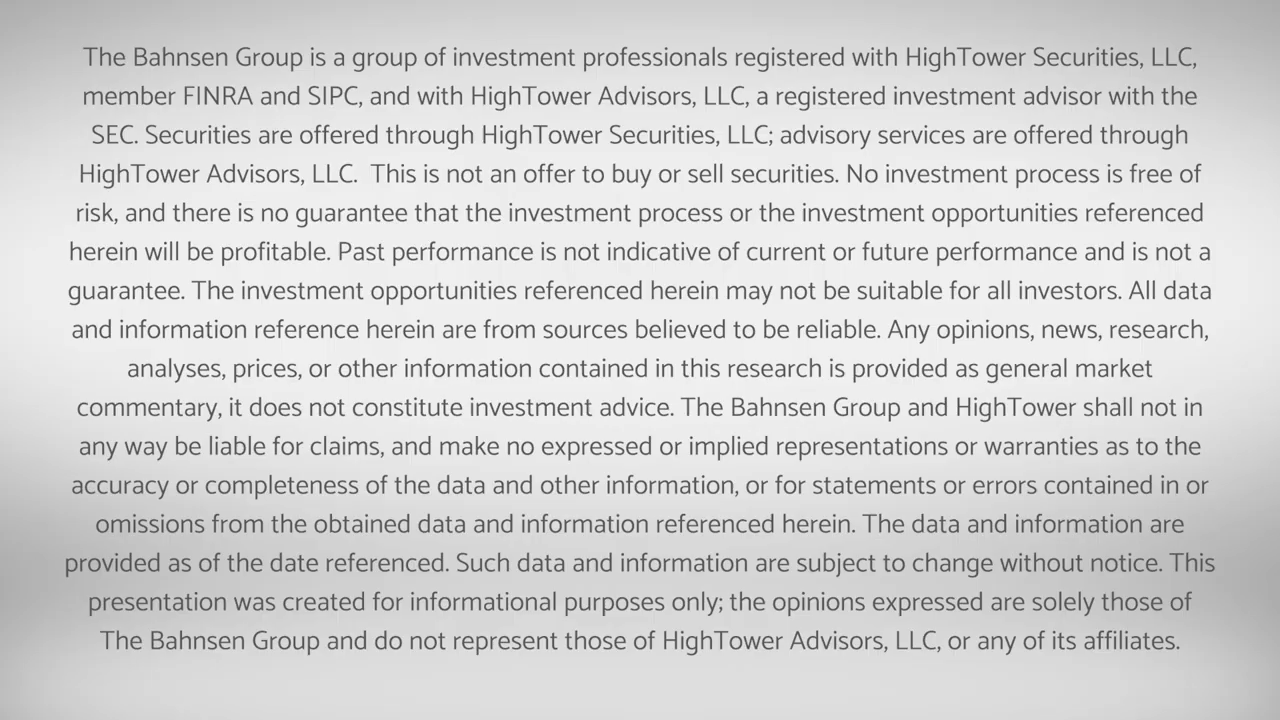 The Bahnsen Group is a group of investment professionals registered with HighTower Securities, LLC,
member FINRA and SIPC, and with HighTower Advisors, LLC, a registered investment advisor with the
SEC. Securities are offered through HighTower Securities, LLC; advisory services are offered through
HighTower Advisors, LLC.  This is not an offer to buy or sell securities. No investment process is free of
risk, and there is no guarantee that the investment process or the investment opportunities referenced
herein will be profitable. Past performance is not indicative of current or future performance and is not a
guarantee. The investment opportunities referenced herein may not be suitable for all investors. All data
and information reference herein are from sources believed to be reliable. Any opinions, news, research,
analyses, prices, or other information contained in this research is provided as general market
commentary, it does not constitute investment advice. The Bahnsen Group and HighTower shall not in
any way be liable for claims, and make no expressed or implied representations or warranties as to the
accuracy or completeness of the data and other information, or for statements or errors contained in or
omissions from the obtained data and information referenced herein. The data and information are
provided as of the date referenced. Such data and information are subject to change without notice. This
presentation was created for informational purposes only; the opinions expressed are solely those of
The Bahnsen Group and do not represent those of HighTower Advisors, LLC, or any of its affiliates.